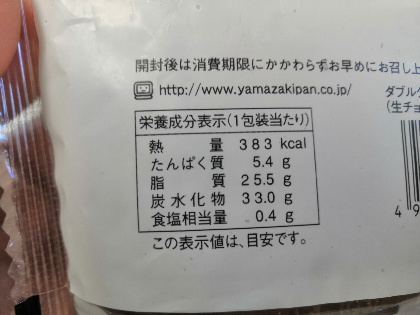 開封後は消費期限にかかわらずお早めにお召し上
http://www.yamazakipan.co.jp/
ダブル
(生チョ
栄養成分表示(1包装当たり)
熱量 383 kcal
たんぱく質 5.4 g
脂質 25.5 g
炭水化物 33.0 g
食塩相当量 0.4 g
この表示値は、目安です。
4 9